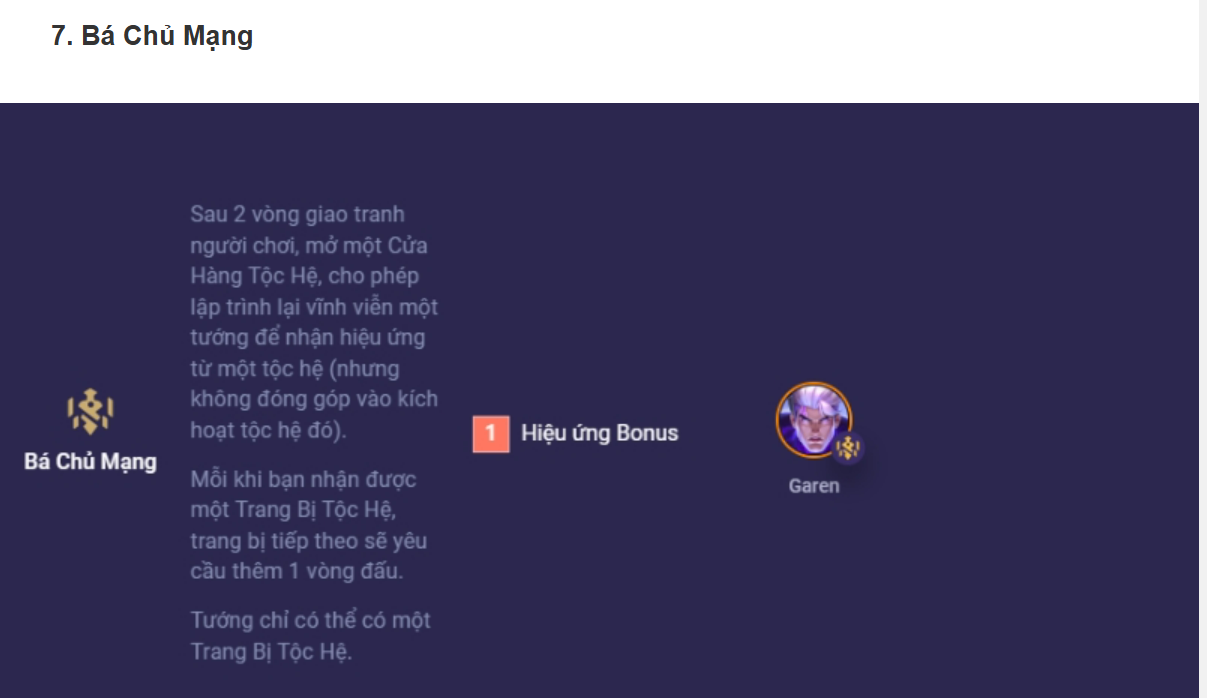 7. Bá Chủ Mạng
Sau 2 vòng giao tranh
người chơi, mở một Cửa
Hàng Tộc Hệ, cho phép
lập trình lại vĩnh viễn một
tướng để nhận hiệu ứng
từ một tộc hệ (nhưng
không đóng góp vào kích
hoạt tộc hệ đó).
Mỗi khi bạn nhận được
một Trang Bị Tộc Hệ,
trang bị tiếp theo sẽ yêu
cầu thêm 1 vòng đấu.
Tướng chỉ có thể có một
Trang Bị Tộc Hệ.
Bá Chủ Mạng
1 Hiệu ứng Bonus
Garen